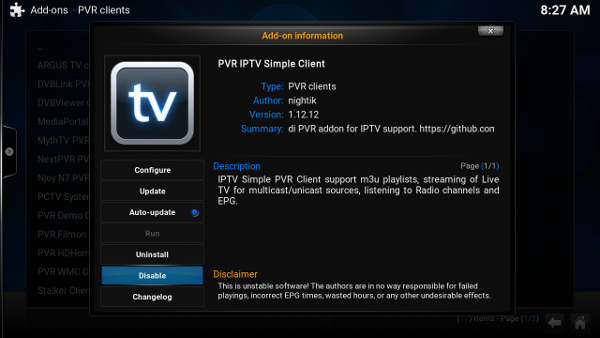 Add-ons - PVR clients
8:27 AM
Add-on information
..
ARGUS TV c
DVBLink PV
DVBViewer
MediaPortal
MythTV PVR
NextPVR PV
Njoy N7 PVR
PCTV System
PVR Demo C
PVR Filmon
PVR HDHom
PVR WMC C
Stalker Clien
tv
PVR IPTV Simple Client
Type: PVR clients
Author: nightik
Version: 1.12.12
Summary: di PVR addon for IPTV support. https://github.con
Configure
Update
Auto-update
Run
Uninstall
Disable
Changelog
Description
Page (1/1)
IPTV Simple PVR Client support m3u playlists, streaming of Live
TV for multicast/unicast sources, listening to Radio channels and
EPG.
Disclaimer
This is unstable software! The authors are in no way responsible for failed
playings, incorrect EPG times, wasted hours, or any other undesirable effects.
(17) Items - Page (1/2)